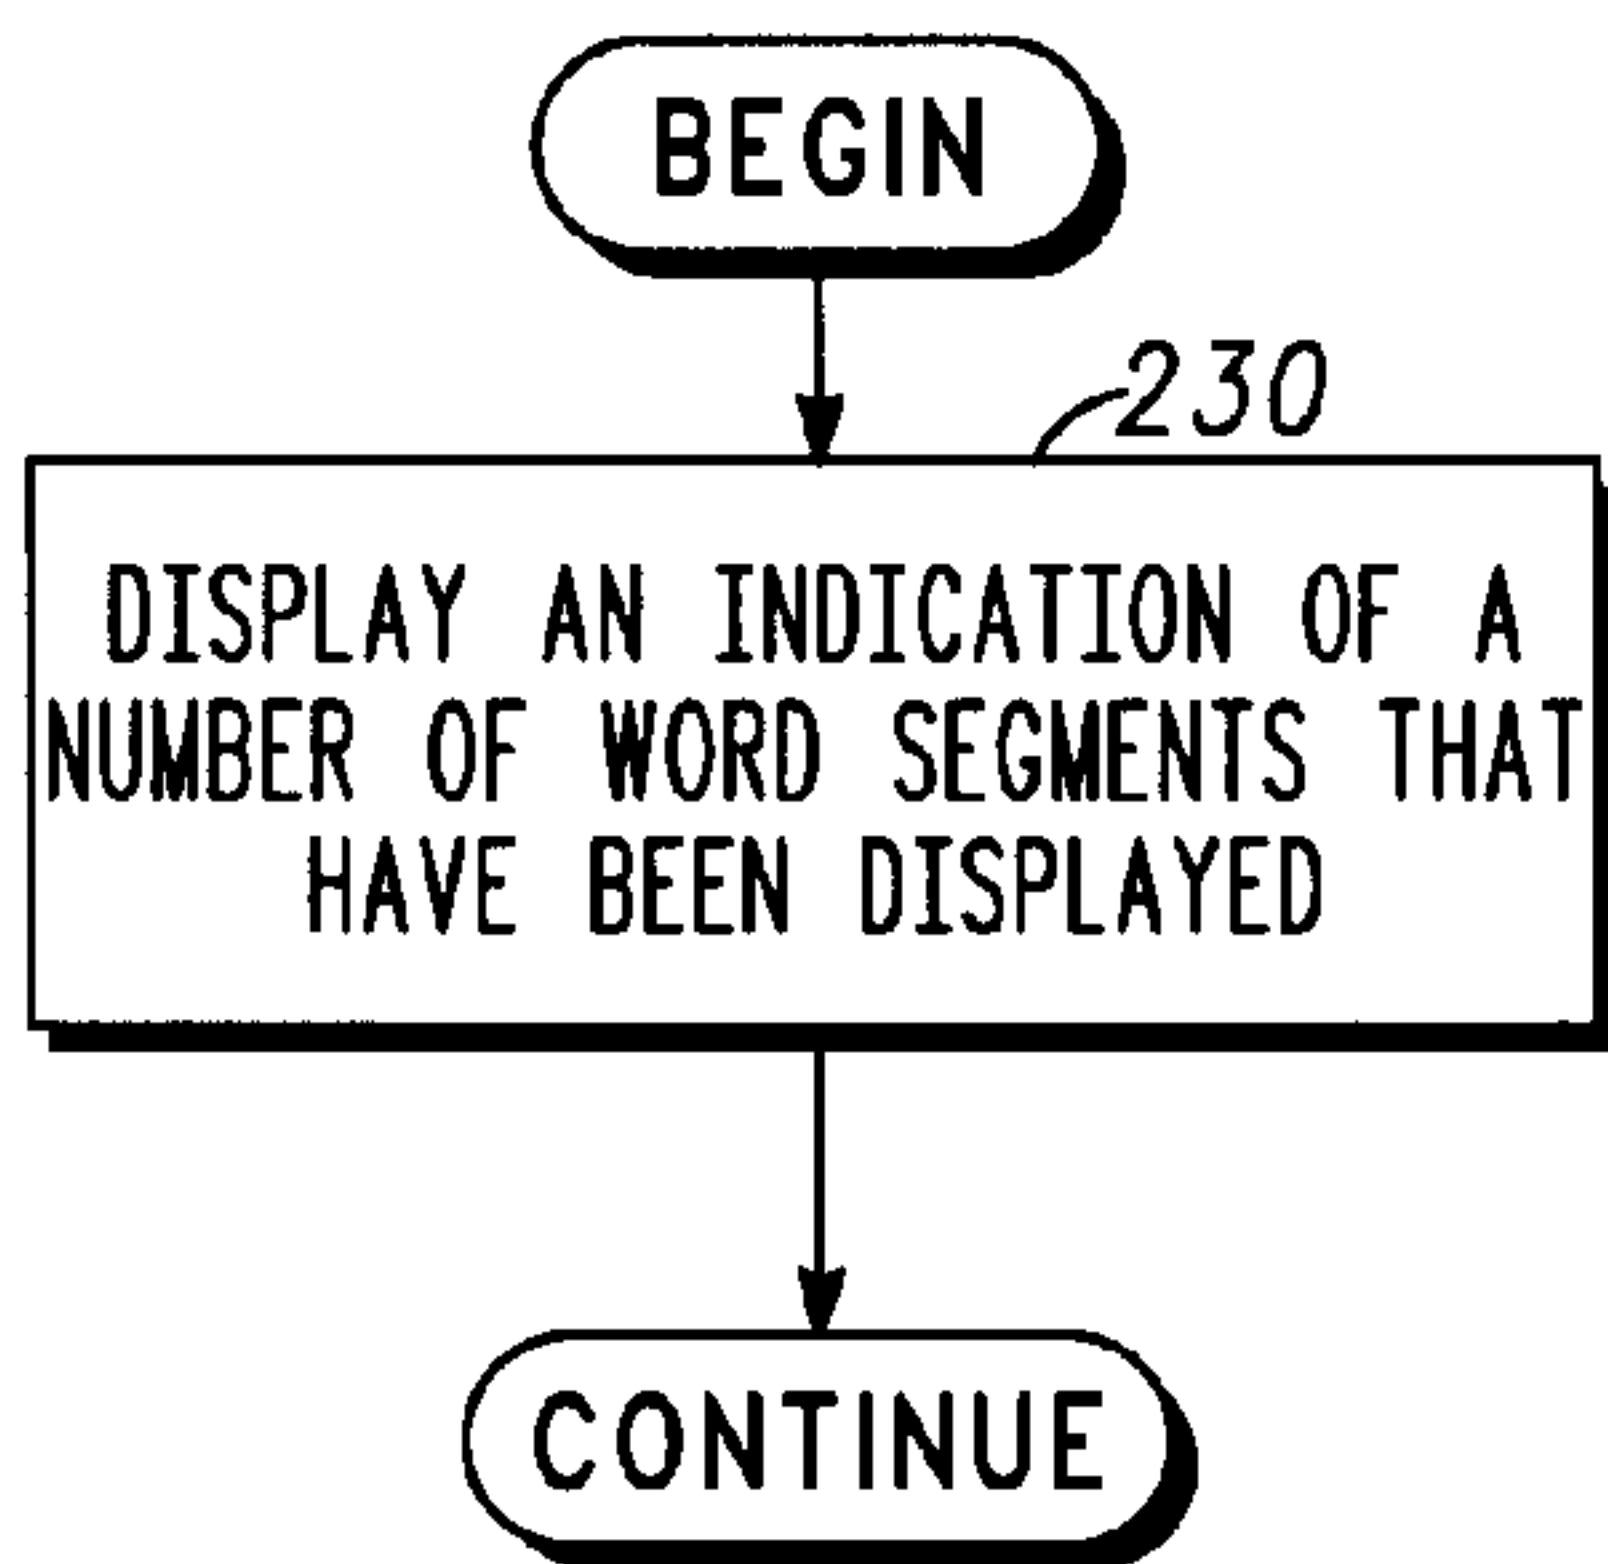 BEGIN
230
DISPLAY AN INDICATION OF A
NUMBER OF WORD SEGMENTS THAT
HAVE BEEN DISPLAYED
CONTINUE